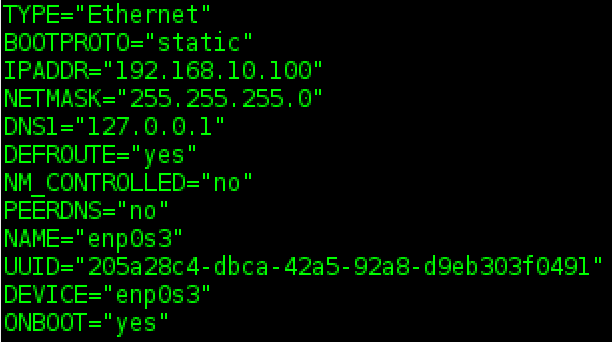 TYPE="Ethernet"
BOOTPROTO="static"
IPADDR="192.168.10.100"
NETMASK="255.255.255.0"
DNS1="127.0.0.1"
DEFROUTE="yes"
NM_CONTROLLED="no"
PEERDNS="no"
NAME="enp0s3"
UUID="205a28c4-dbca-42a5-92a8-d9eb303f0491"
DEVICE="enp0s3"
ONBOOT="yes"